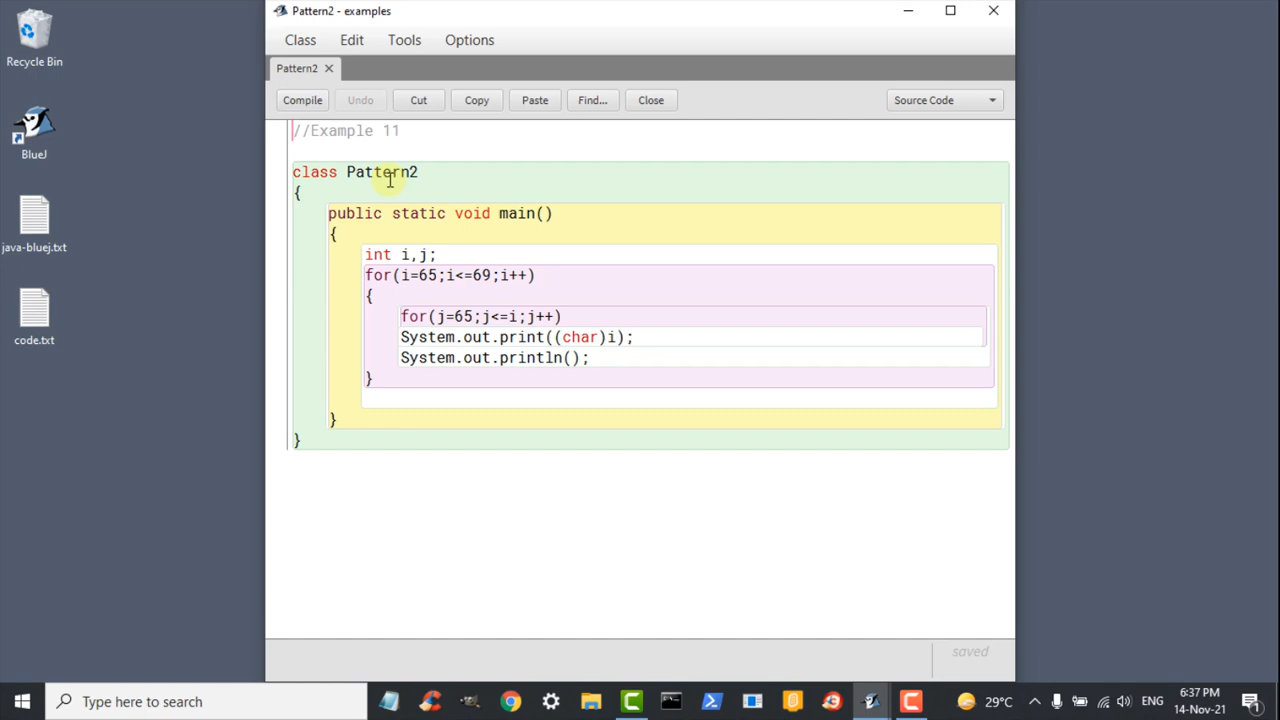 Recycle Bin
BlueJ
java-bluej.txt
code.txt
Pattern2 - examples
Class Edit Tools Options
Pattern2
Compile Undo Cut Copy Paste Find... Close Source Code
//Example 11
class Pattern2
{
public static void main()
{
int i,j;
for(i=65;i<=69;i++)
{
for(j=65;j<=i;j++)
System.out.print((char)i);
System.out.println();
}
}
}
saved
Type here to search
29°C
ENG
6:37 PM
14-Nov-21
1